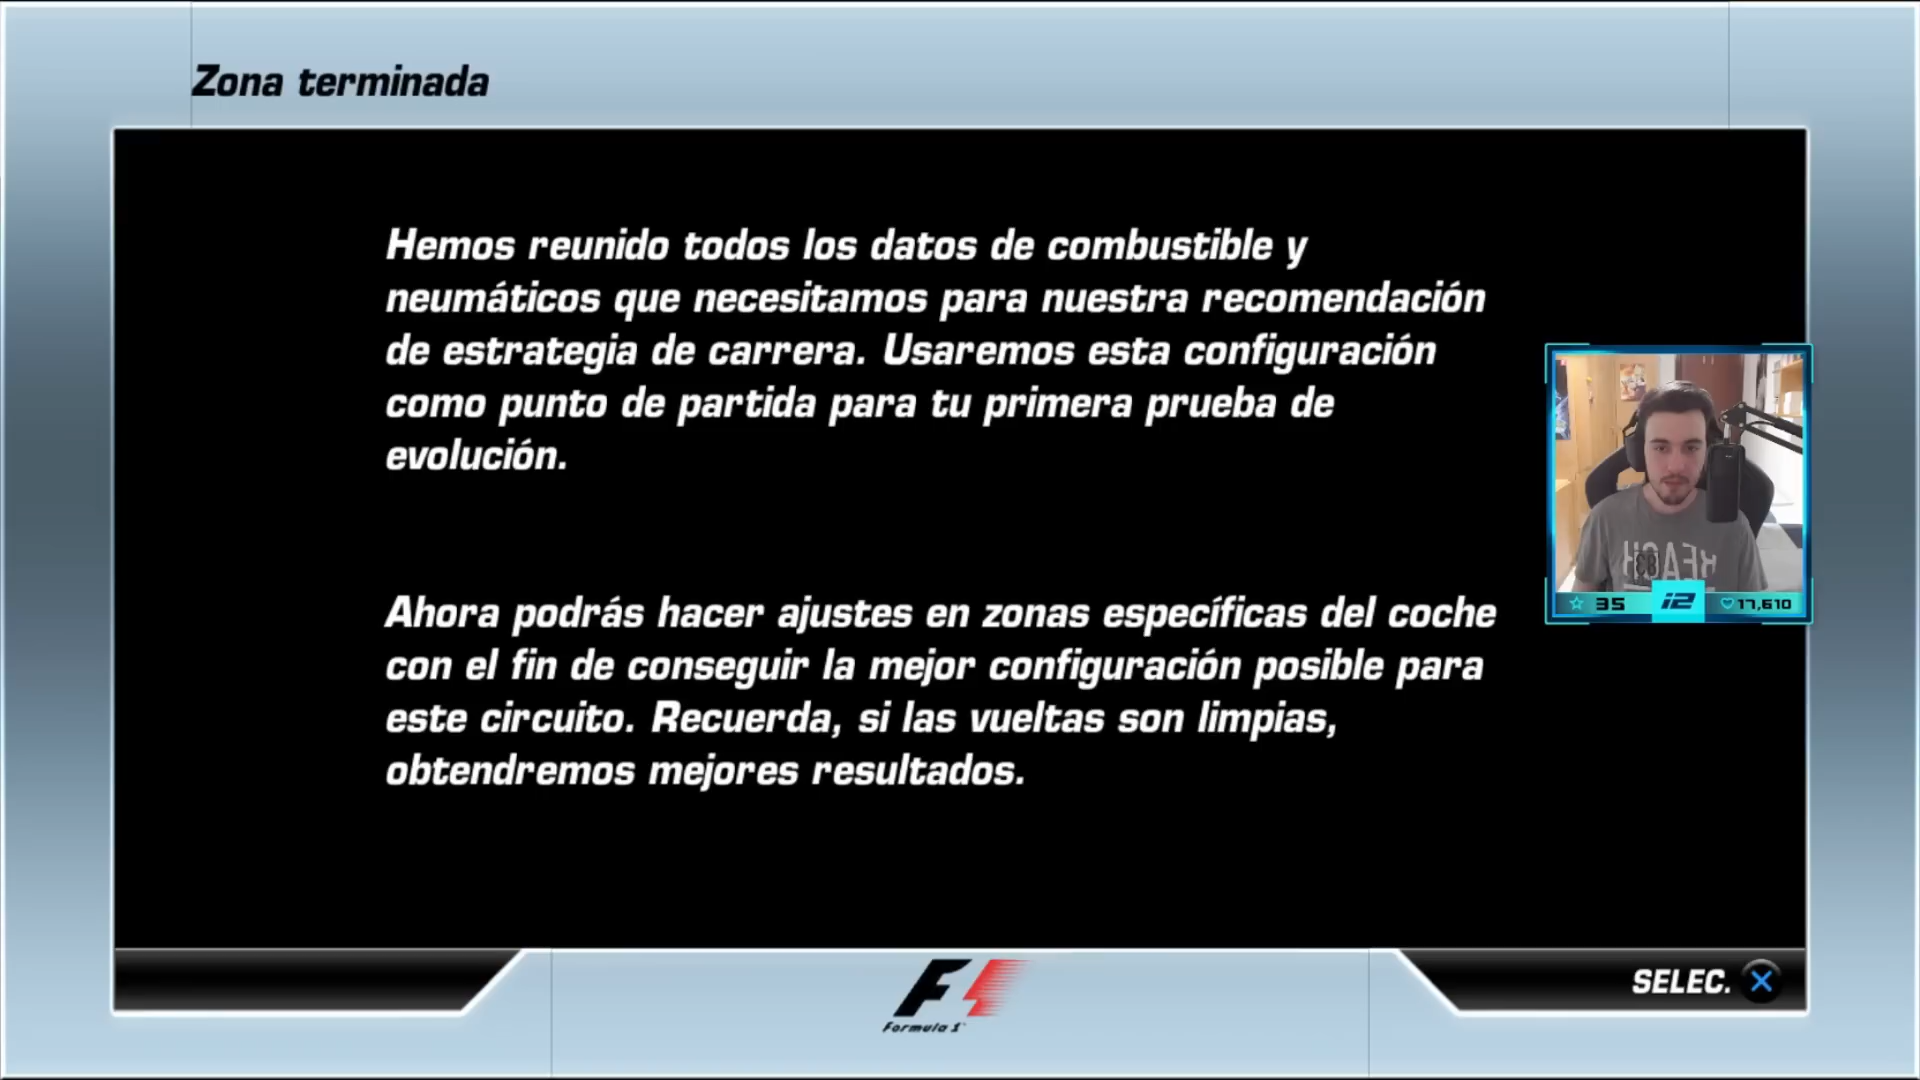 Zona terminada
Hemos reunido todos los datos de combustible y
neumáticos que necesitamos para nuestra recomendación
de estrategia de carrera. Usaremos esta configuración
como punto de partida para tu primera prueba de
evolución.
Ahora podrás hacer ajustes en zonas específicas del coche
con el fin de conseguir la mejor configuración posible para
este circuito. Recuerda, si las vueltas son limpias,
obtendremos mejores resultados.
REACH
83
35
i2
17,610
F1
Formula 1
SELEC.